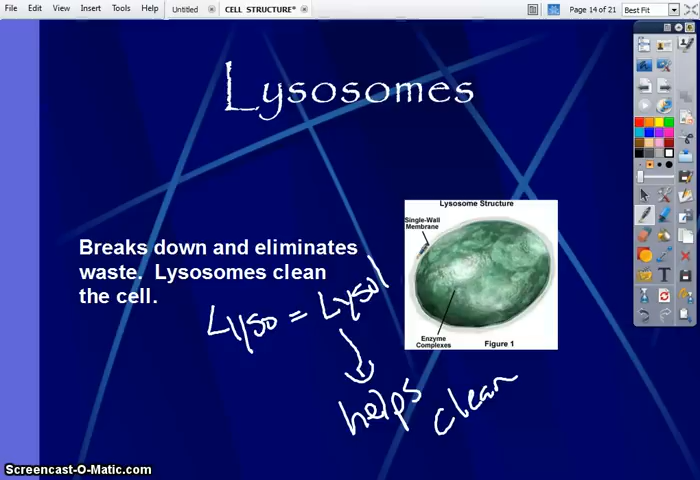 File Edit View Insert Tools Help Untitled CELL STRUCTURE* Page 14 of 21 Best Fit
Lysosomes
Lysosome Structure
Single-Wall
Membrane
Breaks down and eliminates
waste. Lysosomes clean
the cell.
Lyso = Lysol
Enzyme
Complexes
Figure 1
helps clean
Screencast-O-Matic.com